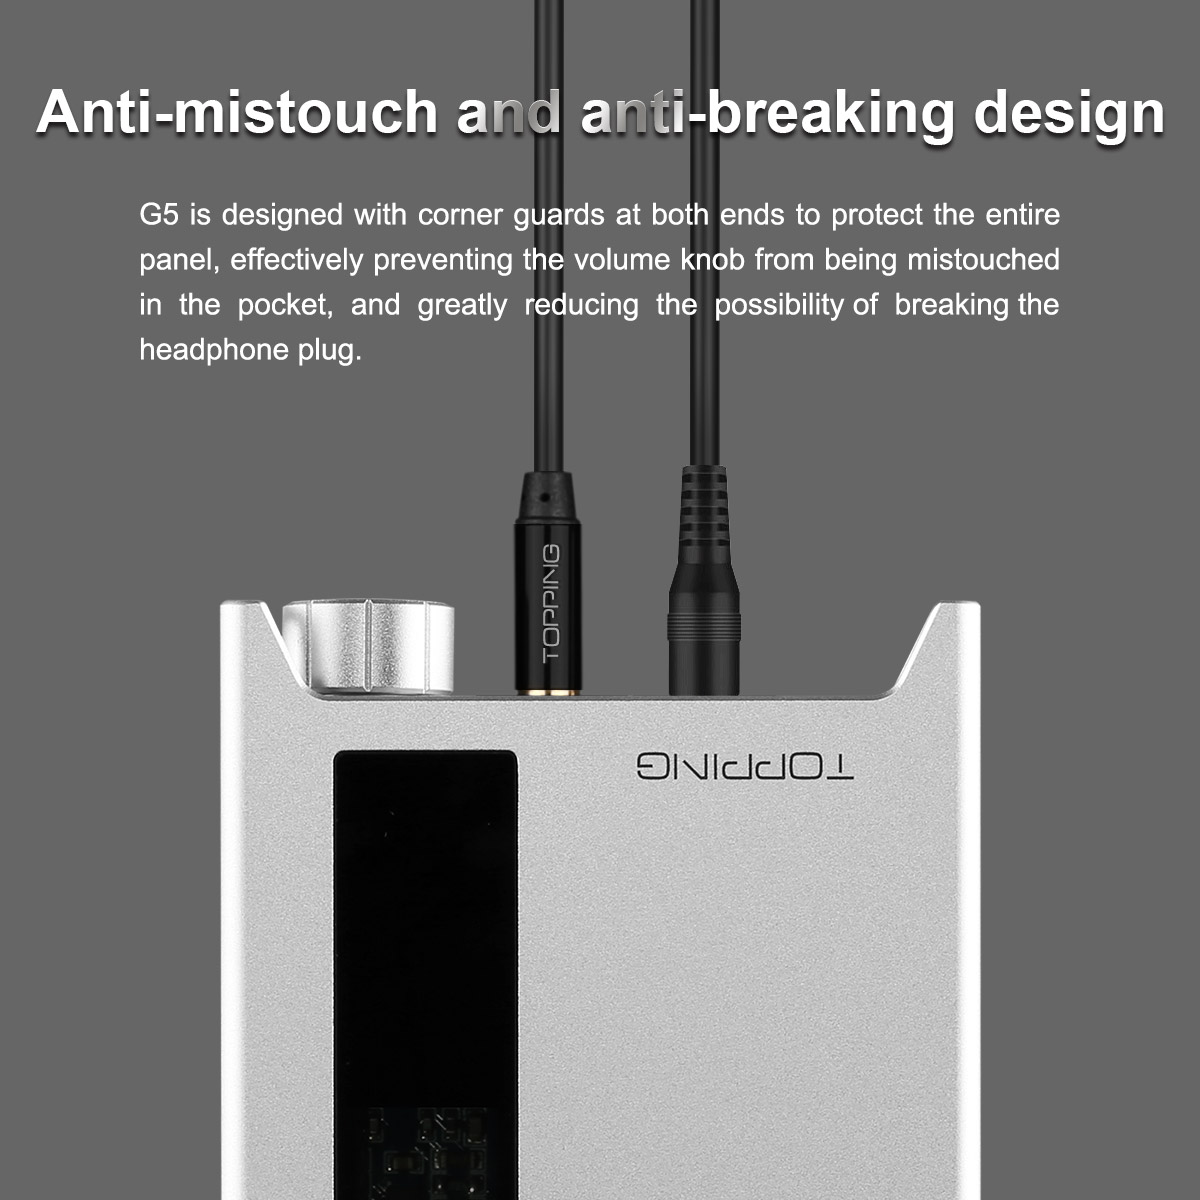 Anti-mistouch and anti-breaking design
G5 is designed with corner guards at both ends to protect the entire
panel, effectively preventing the volume knob from being mistouched
in the pocket, and greatly reducing the possibility of breaking the
headphone plug.
TOPPING
TOPPING